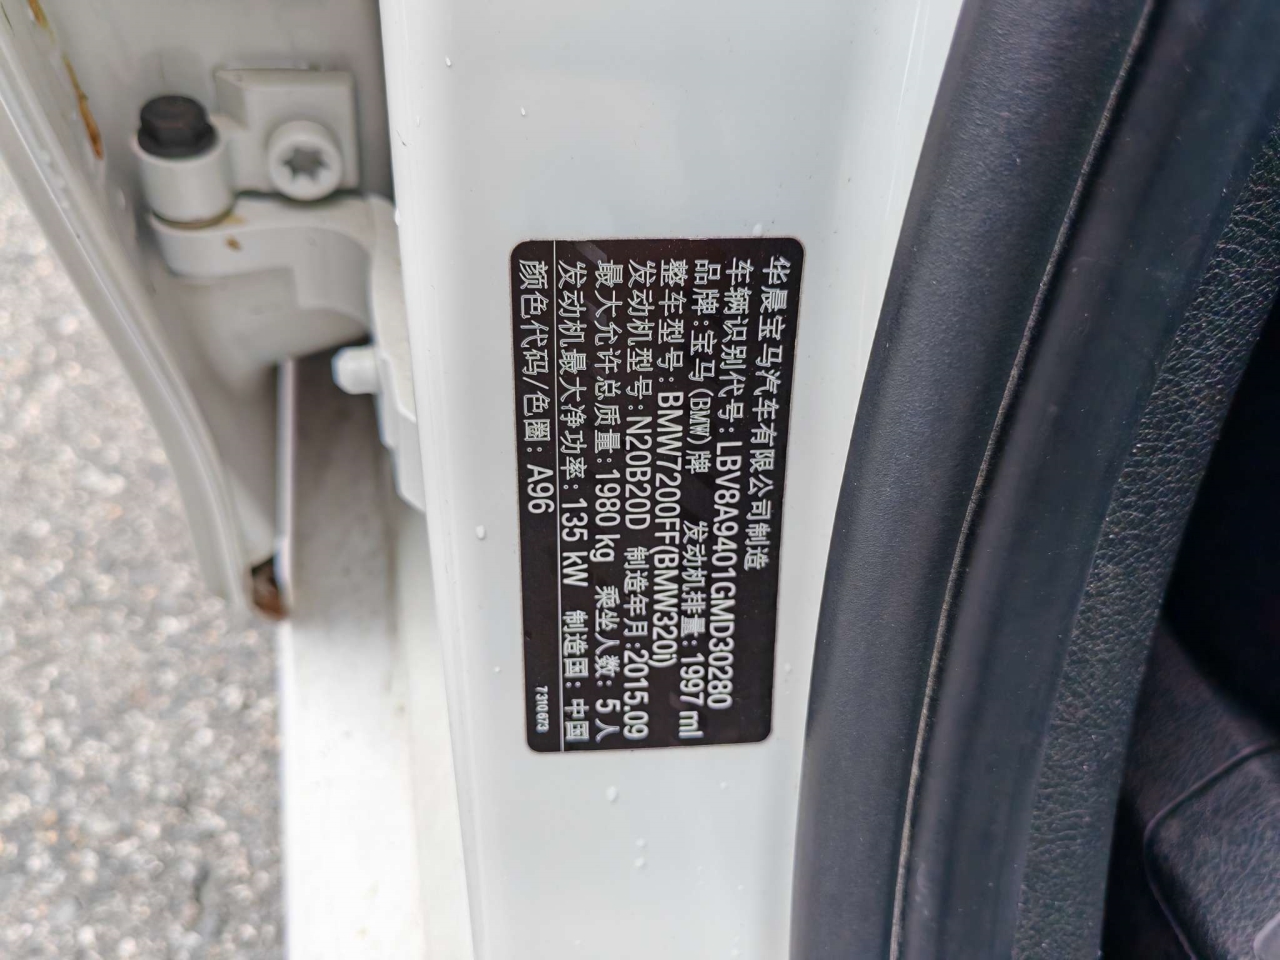 华晨宝马汽车有限公司制造
车辆识别代号: LBV8A9401GMD30280
品牌:宝马(BMW)牌 发动机排量: 1997 ml
整车型号: BMW7200FF(BMW320i)
发动机型号: N20B20D 制造年月:2015.09
最大允许总质量: 1980 kg 乘坐人数: 5 人
发动机最大净功率: 135 kW 制造国: 中国
颜色代码/色圈: A96 7310673